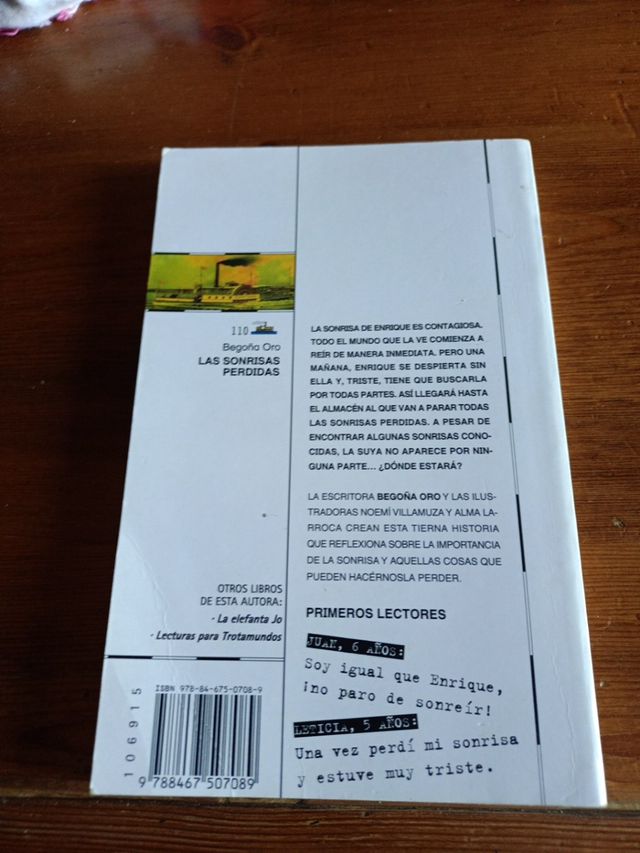 110
Begoña Oro
LAS SONRISAS
PERDIDAS
LA SONRISA DE ENRIQUE ES CONTAGIOSA.
TODO EL MUNDO QUE LA VE COMIENZA A
REÍR DE MANERA INMEDIATA. PERO UNA
MAÑANA, ENRIQUE SE DESPIERTA SIN
ELLA Y, TRISTE, TIENE QUE BUSCARLA
POR TODAS PARTES. ASÍ LLEGARÁ HASTA
EL ALMACÉN AL QUE VAN A PARAR TODAS
LAS SONRISAS PERDIDAS. A PESAR DE
ENCONTRAR ALGUNAS SONRISAS CONO-
CIDAS, LA SUYA NO APARECE POR NIN-
GUNA PARTE... ¿DÓNDE ESTARÁ?
LA ESCRITORA BEGOÑA ORO Y LAS ILUS-
TRADORAS NOEMÍ VILLAMUZA Y ALMA LA-
RROCA CREAN ESTA TIERNA HISTORIA
QUE REFLEXIONA SOBRE LA IMPORTANCIA
DE LA SONRISA Y AQUELLAS COSAS QUE
PUEDEN HACÉRNOSLA PERDER.
OTROS LIBROS
DE ESTA AUTORA:
- La elefanta Jo
- Lecturas para Trotamundos
PRIMEROS LECTORES
JUAN, 6 AÑOS:
Soy igual que Enrique,
¡no paro de sonreír!
LETICIA, 5 AÑOS:
Una vez perdí mi sonrisa
y estuve muy triste.
106915
ISBN 978-84-675-0708-9
9 788467 507089